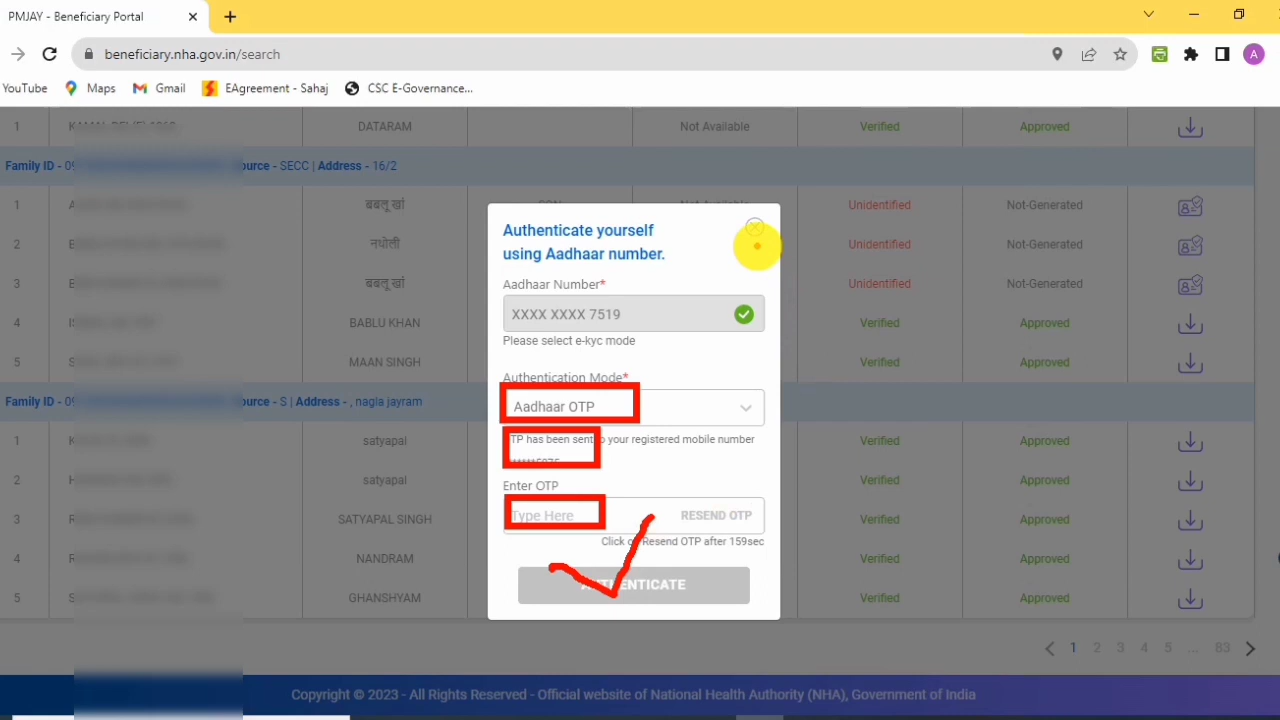 PMJAY - Beneficiary Portal
beneficiary.nha.gov.in/search
A
YouTube Maps Gmail EAgreement - Sahaj CSC E-Governance...
1 DATARAM Not Available Verified Approved
Family ID - 09 ource - SECC | Address - 16/2
1 बबलू खां SON Not Available Unidentified Not-Generated
2 नथोली Unidentified Not-Generated
3 बबलू खां Unidentified Not-Generated
4 BABLU KHAN Verified Approved
5 MAAN SINGH Verified Approved
Family ID - 09 ource - S | Address - , nagla jayram
1 satyapal Verified Approved
2 satyapal Verified Approved
3 SATYAPAL SINGH Verified Approved
4 NANDRAM Verified Approved
5 GHANSHYAM Verified Approved
Authenticate yourself
using Aadhaar number.
Aadhaar Number*
XXXX XXXX 7519
Please select e-kyc mode
Authentication Mode*
Aadhaar OTP
TP has been sent to your registered mobile number
Enter OTP
Type Here RESEND OTP
Click on Resend OTP after 159sec
AUTHENTICATE
1 2 3 4 5 ... 83
Copyright © 2023 - All Rights Reserved - Official website of National Health Authority (NHA), Government of India